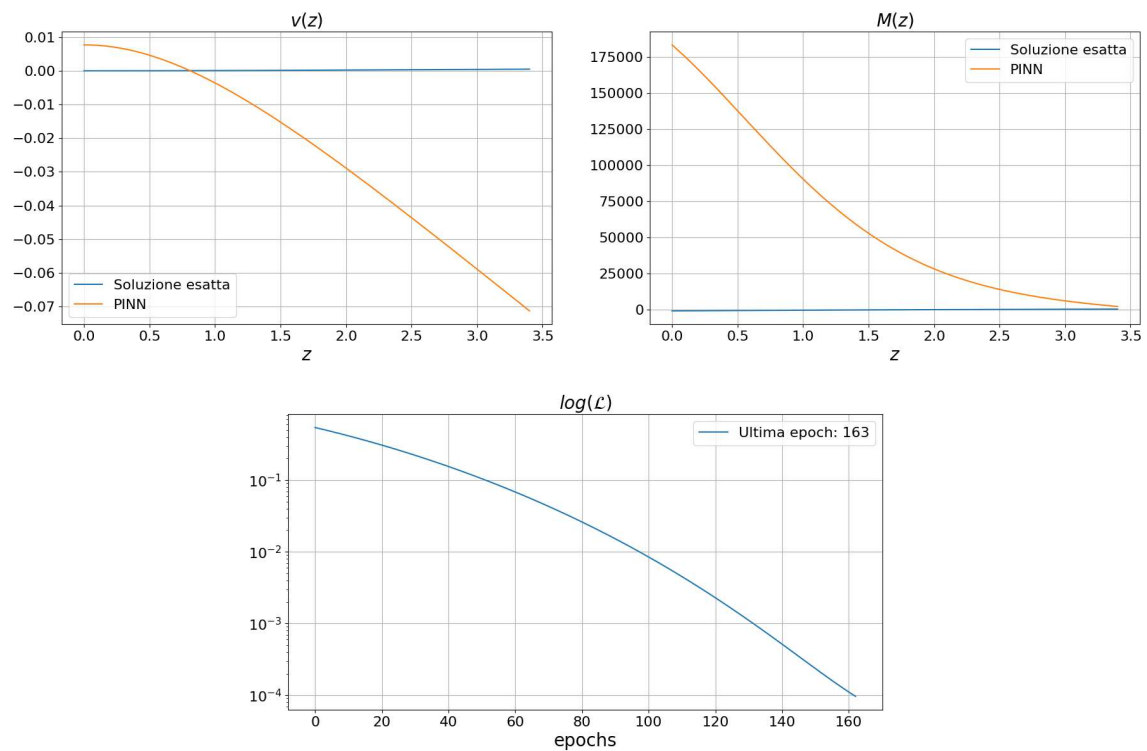 v(z)
0.01
0.00
−0.01
−0.02
−0.03
−0.04
−0.05
−0.06
−0.07
Soluzione esatta
PINN
0.0 0.5 1.0 1.5 2.0 2.5 3.0 3.5
z
M(z)
175000
150000
125000
100000
75000
50000
25000
0
Soluzione esatta
PINN
0.0 0.5 1.0 1.5 2.0 2.5 3.0 3.5
z
log(ℒ)
Ultima epoch: 163
10⁻¹
10⁻²
10⁻³
10⁻⁴
0 20 40 60 80 100 120 140 160
epochs